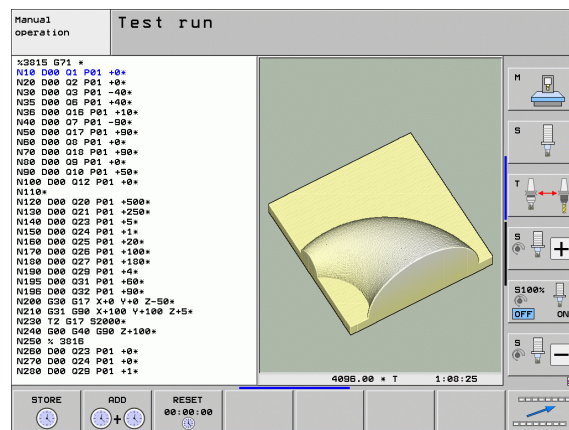 Manual
operation
Test run
%3815 G71 *
N10 D00 Q1 P01 +0*
N20 D00 Q2 P01 +0*
N30 D00 Q3 P01 -40*
N35 D00 Q6 P01 +40*
N36 D00 Q16 P01 +10*
N40 D00 Q7 P01 -90*
N50 D00 Q17 P01 +90*
N60 D00 Q8 P01 +0*
N70 D00 Q18 P01 +90*
N80 D00 Q9 P01 +0*
N90 D00 Q10 P01 +50*
N100 D00 Q12 P01 +0*
N110*
N120 D00 Q20 P01 +500*
N130 D00 Q21 P01 +250*
N140 D00 Q23 P01 +5*
N150 D00 Q24 P01 +1*
N160 D00 Q25 P01 +20*
N170 D00 Q26 P01 +100*
N180 D00 Q27 P01 +180*
N190 D00 Q29 P01 +4*
N195 D00 Q31 P01 +60*
N196 D00 Q32 P01 +90*
N200 G30 G17 X+0 Y+0 Z-50*
N210 G31 G90 X+100 Y+100 Z+5*
N230 T2 G17 S2000*
N240 G00 G40 G90 Z+100*
N250 % 3816
N260 D00 Q23 P01 +0*
N270 D00 Q24 P01 +0*
N280 D00 Q29 P01 +1*
4096.00 * T 1:08:25
M
S
T
S
+
S100%
OFF ON
S
-
STORE
ADD
+
RESET
00:00:00